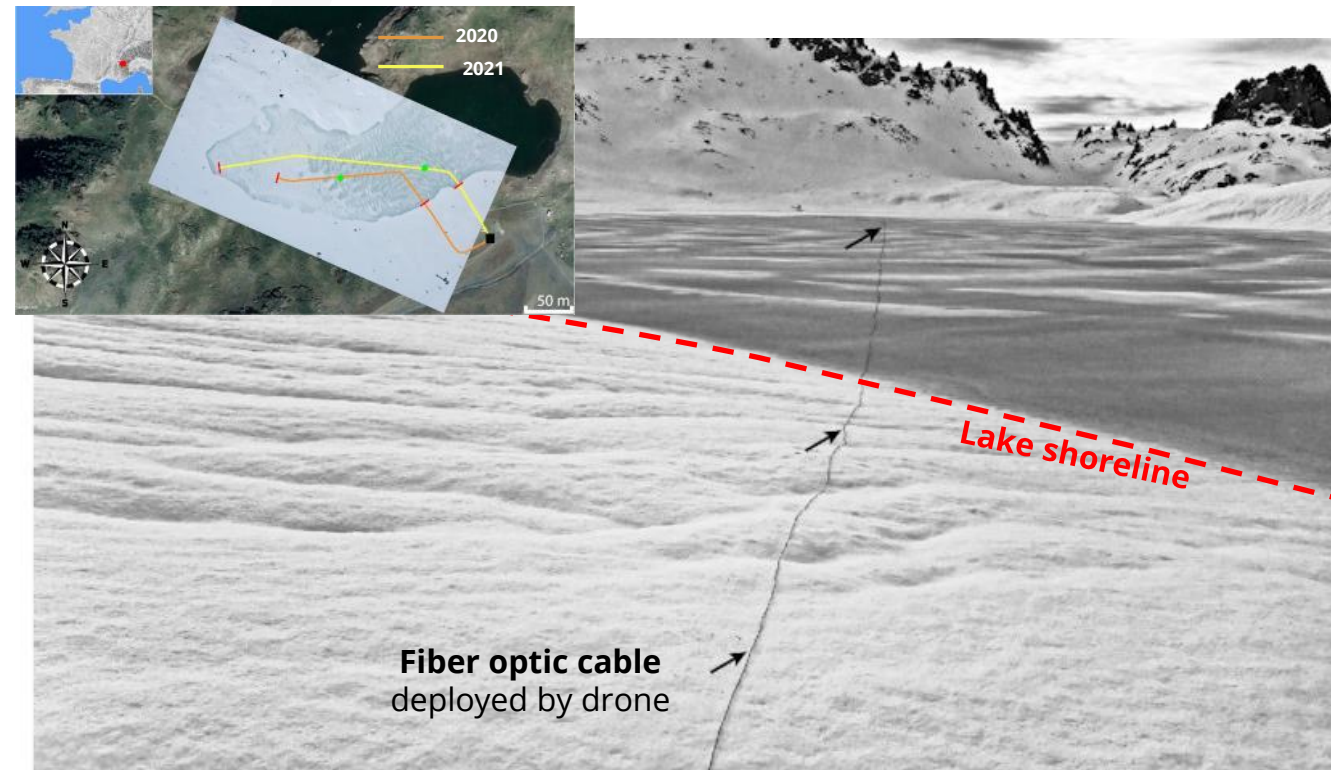 2020
2021
N
W
E
S
50 m
Lake shoreline
Fiber optic cable
deployed by drone